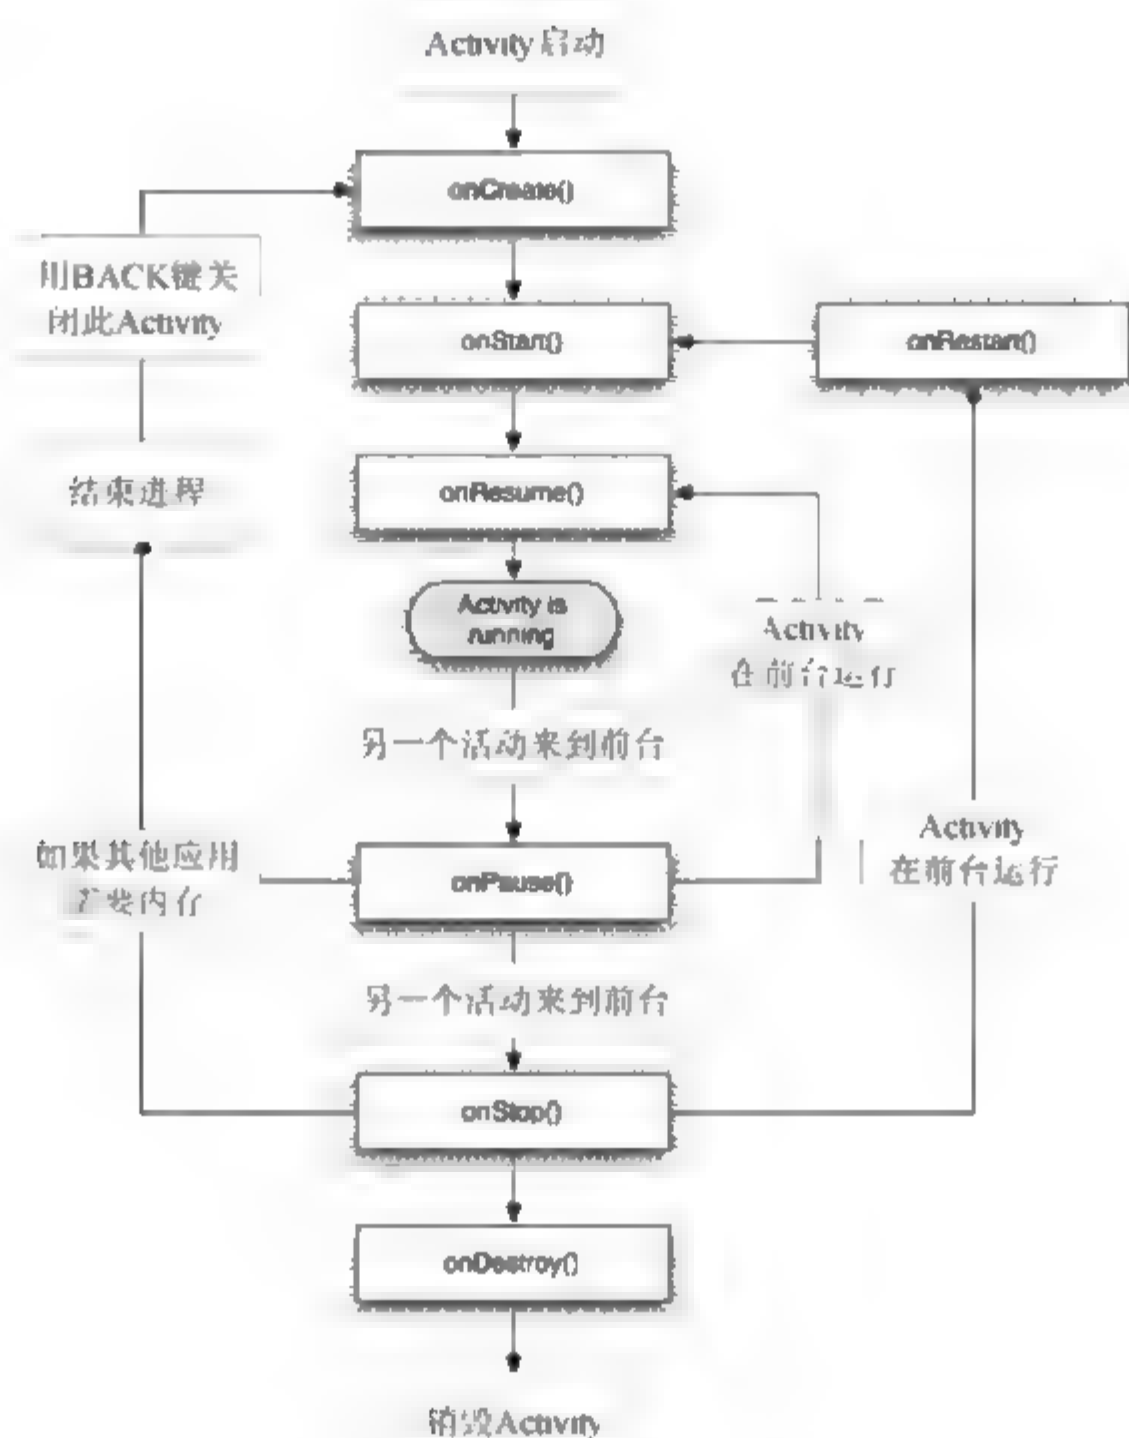 Activity启动
onCreate()
用BACK键关
闭此Activity
onStart()
onRestart()
结束进程
onResume()
Activity is
running
Activity
在前台运行
另一个活动来到前台
如果其他应用
需要内存
onPause()
Activity
在前台运行
另一个活动来到前台
onStop()
onDestroy()
销毁Activity